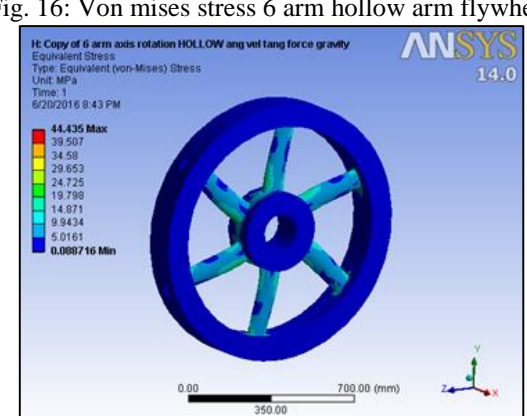 ig. 16: Von mises stress 6 arm hollow arm flywhe
H: Copy of 6 arm axis rotation HOLLOW ang vel tang force gravity
Equivalent Stress
Type: Equivalent (von-Mises) Stress
Unit: MPa
Time: 1
6/20/2016 8:43 PM
ANSYS
14.0
44.435 Max
39.507
34.58
29.653
24.725
19.798
14.871
9.9434
5.0161
0.088716 Min
0.00
700.00 (mm)
350.00
Y
Z
X